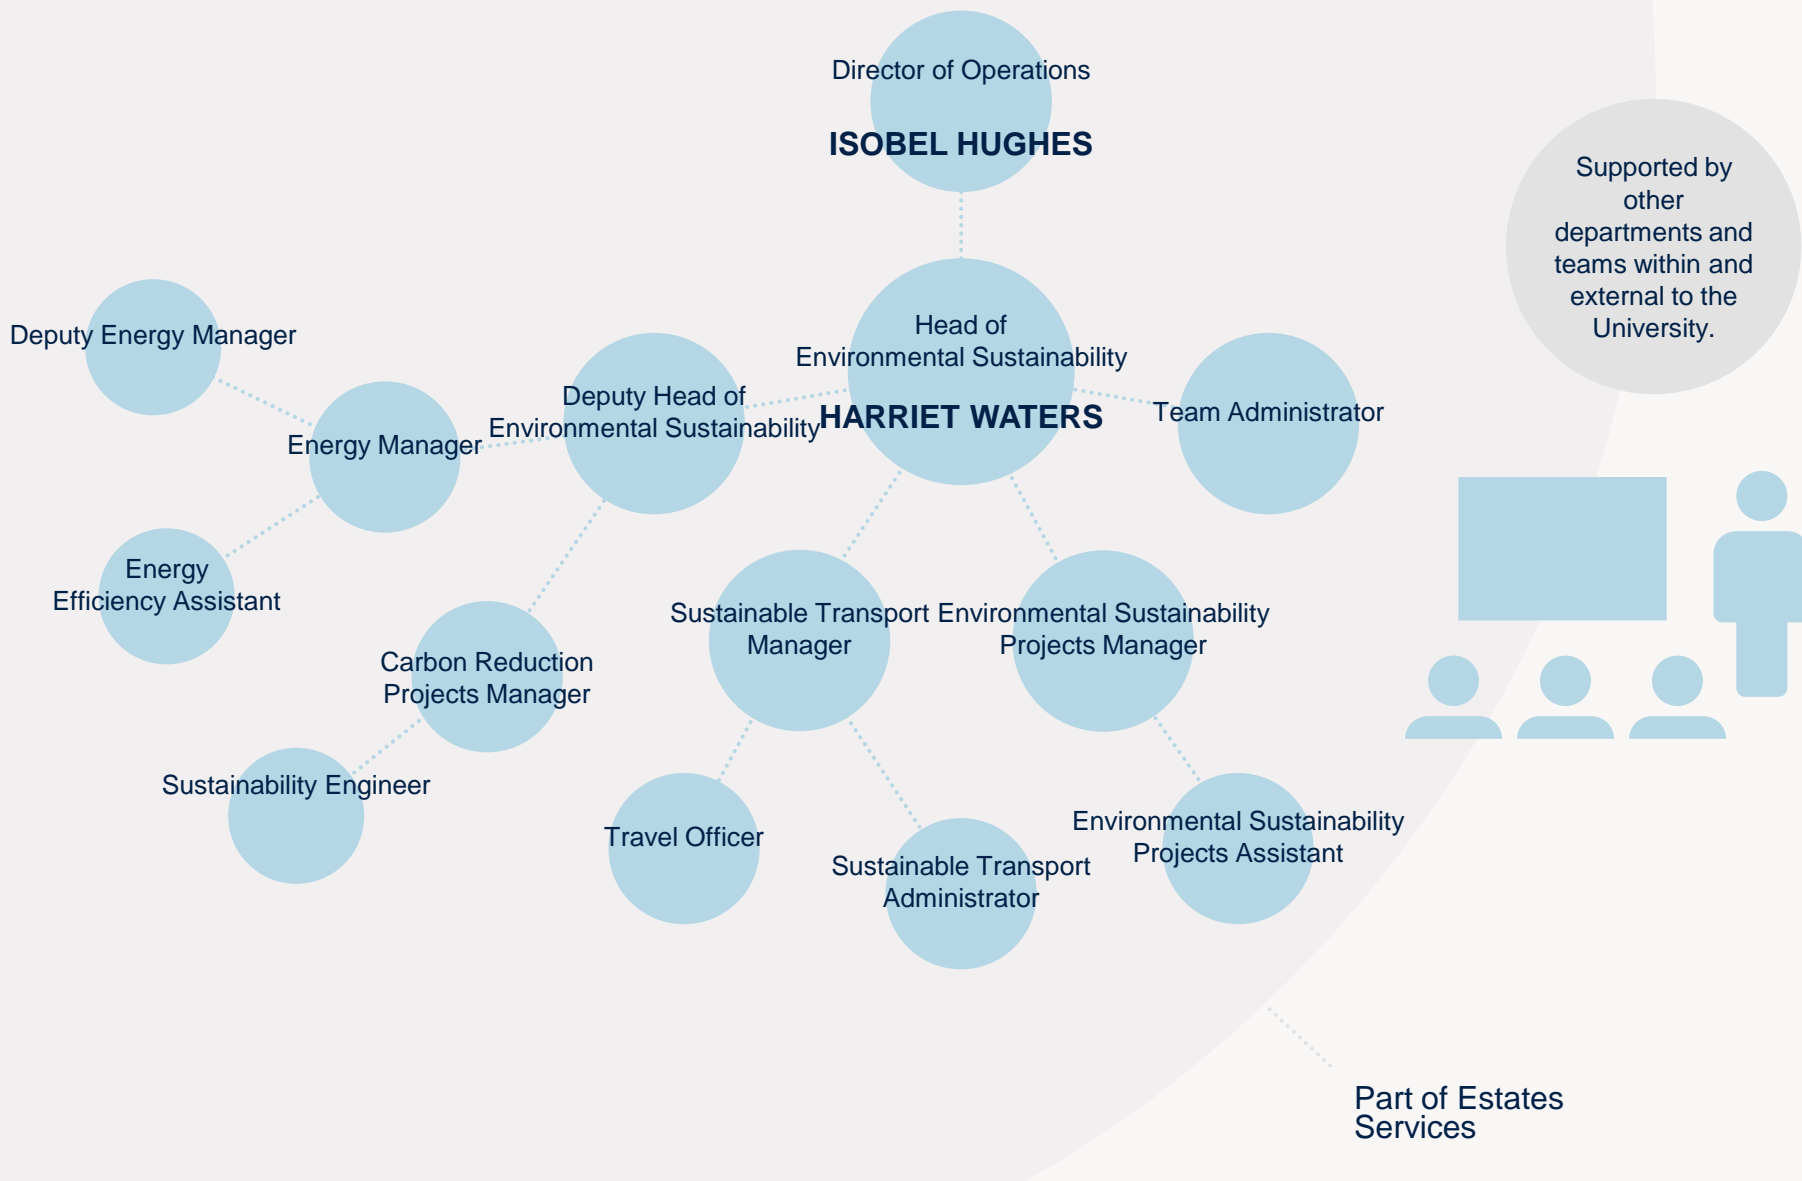 Director of Operations
ISOBEL HUGHES
Supported by
other
departments and
teams within and
external to the
University.
Head of
Environmental Sustainability
HARRIET WATERS
Deputy Energy Manager
Deputy Head of
Environmental Sustainability
Team Administrator
Energy Manager
Energy
Efficiency Assistant
Sustainable Transport
Manager
Environmental Sustainability
Projects Manager
Carbon Reduction
Projects Manager
Sustainability Engineer
Travel Officer
Sustainable Transport
Administrator
Environmental Sustainability
Projects Assistant
Part of Estates
Services